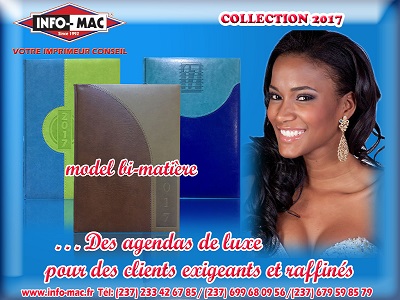 INFO-MAC
Since 1992
VOTRE IMPRIMEUR CONSEIL
COLLECTION 2017
2017
model bi-matière
. . . Des agendas de luxe
pour des clients exigeants et raffinés
www.info-mac.fr Tel: (237) 233 42 67 85 / (237) 699 68 09 56 / (237) 679 59 85 79